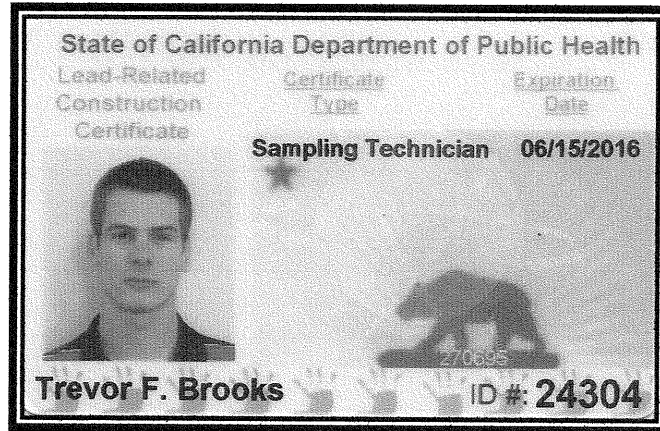 State of California Department of Public Health
Lead-Related
Construction
Certificate
Certificate
Type
Expiration
Date
Sampling Technician 06/15/2016
270695
Trevor F. Brooks
ID #: 24304